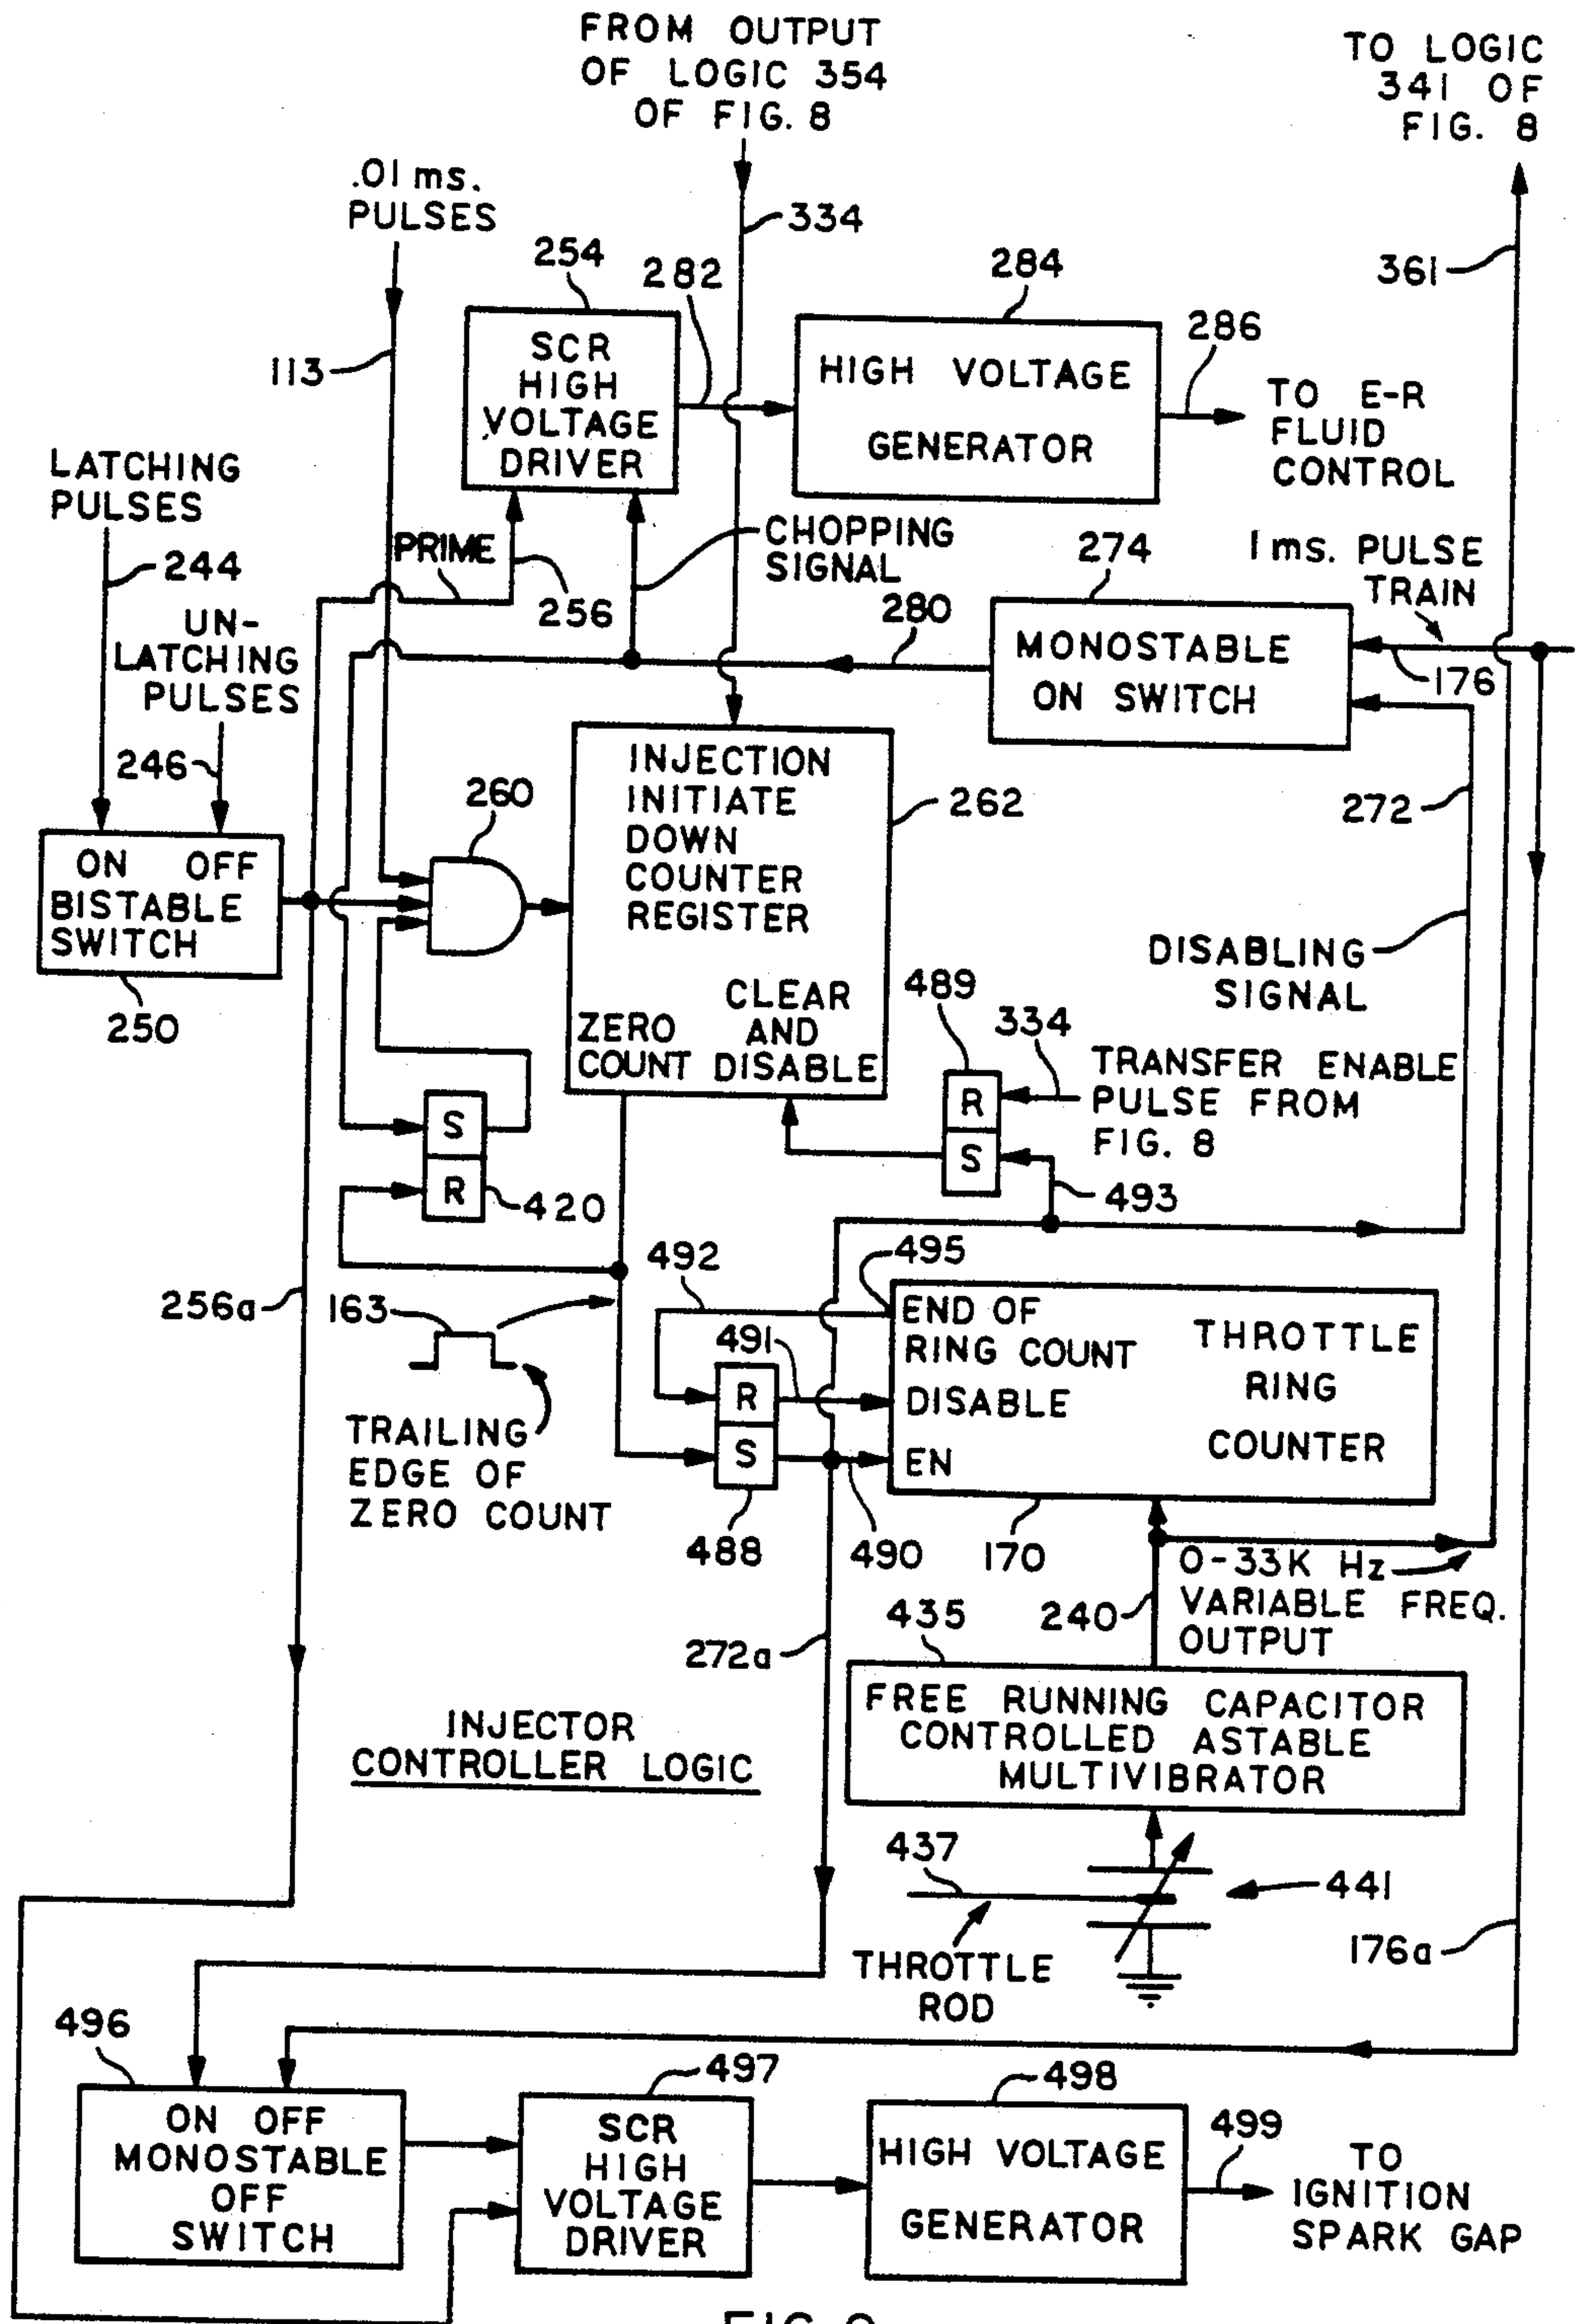 FROM OUTPUT
OF LOGIC 354
OF FIG. 8
TO LOGIC
341 OF
FIG. 8
.01 ms.
PULSES
334
254
282
284
361
286
113
SCR
HIGH
VOLTAGE
DRIVER
HIGH VOLTAGE
GENERATOR
TO E-R
FLUID
CONTROL
LATCHING
PULSES
244
PRIME
256
CHOPPING
SIGNAL
274
1 ms. PULSE
TRAIN
UN-
LATCHING
PULSES
280
MONOSTABLE
ON SWITCH
176
246
260
INJECTION
INITIATE
DOWN
COUNTER
REGISTER
262
272
ON OFF
BISTABLE
SWITCH
250
DISABLING
SIGNAL
ZERO
COUNT
CLEAR
AND
DISABLE
489
334
R
S
TRANSFER ENABLE
PULSE FROM
FIG. 8
S
R
420
493
492
495
256a
163
491
END OF
RING COUNT
DISABLE
EN
THROTTLE
RING
COUNTER
R
S
TRAILING
EDGE OF
ZERO COUNT
488
490
170
0-33K Hz
VARIABLE FREQ.
OUTPUT
240
435
272a
FREE RUNNING CAPACITOR
CONTROLLED ASTABLE
MULTIVIBRATOR
INJECTOR
CONTROLLER LOGIC
437
441
THROTTLE
ROD
176a
496
497
498
ON OFF
MONOSTABLE
OFF
SWITCH
SCR
HIGH
VOLTAGE
DRIVER
HIGH VOLTAGE
GENERATOR
499
TO
IGNITION
SPARK GAP